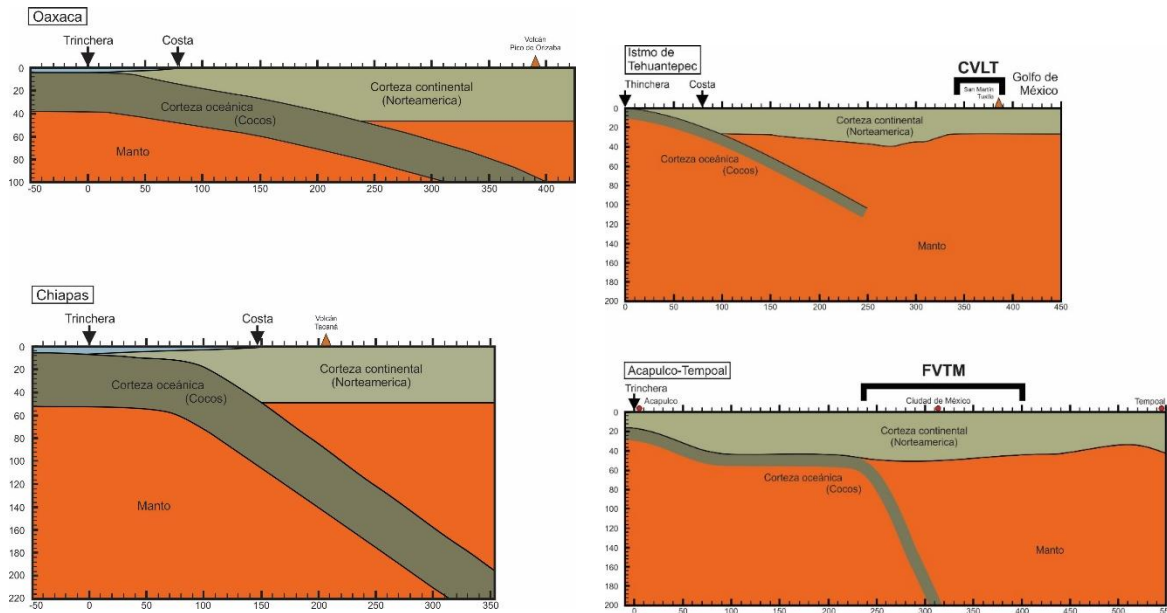 Oaxaca
Trinchera
Costa
Volcán
Pico de Orizaba
0
20
40
60
80
100
Corteza continental
(Norteamerica)
Corteza oceánica
(Cocos)
Manto
-50 0 50 100 150 200 250 300 350 400
Istmo de
Tehuantepec
Thinchera
Costa
CVLT
San Martín
Tuxtla
Golfo de
México
0
20
40
60
80
100
120
140
160
180
200
Corteza continental
(Norteamerica)
Corteza oceánica
(Cocos)
Manto
0 50 100 150 200 250 300 350 400 450
Chiapas
Trinchera
Costa
Volcán
Tacaná
0
20
40
60
80
100
120
140
160
180
200
220
Corteza oceánica
(Cocos)
Corteza continental
(Norteamerica)
Manto
-50 0 50 100 150 200 250 300 350
Acapulco-Tempoal
FVTM
Trinchera
Acapulco
Ciudad de México
Tempoal
0
20
40
60
80
100
120
140
160
180
200
Corteza continental
(Norteamerica)
Corteza oceánica
(Cocos)
Manto
0 50 100 150 200 250 300 350 400 450 500